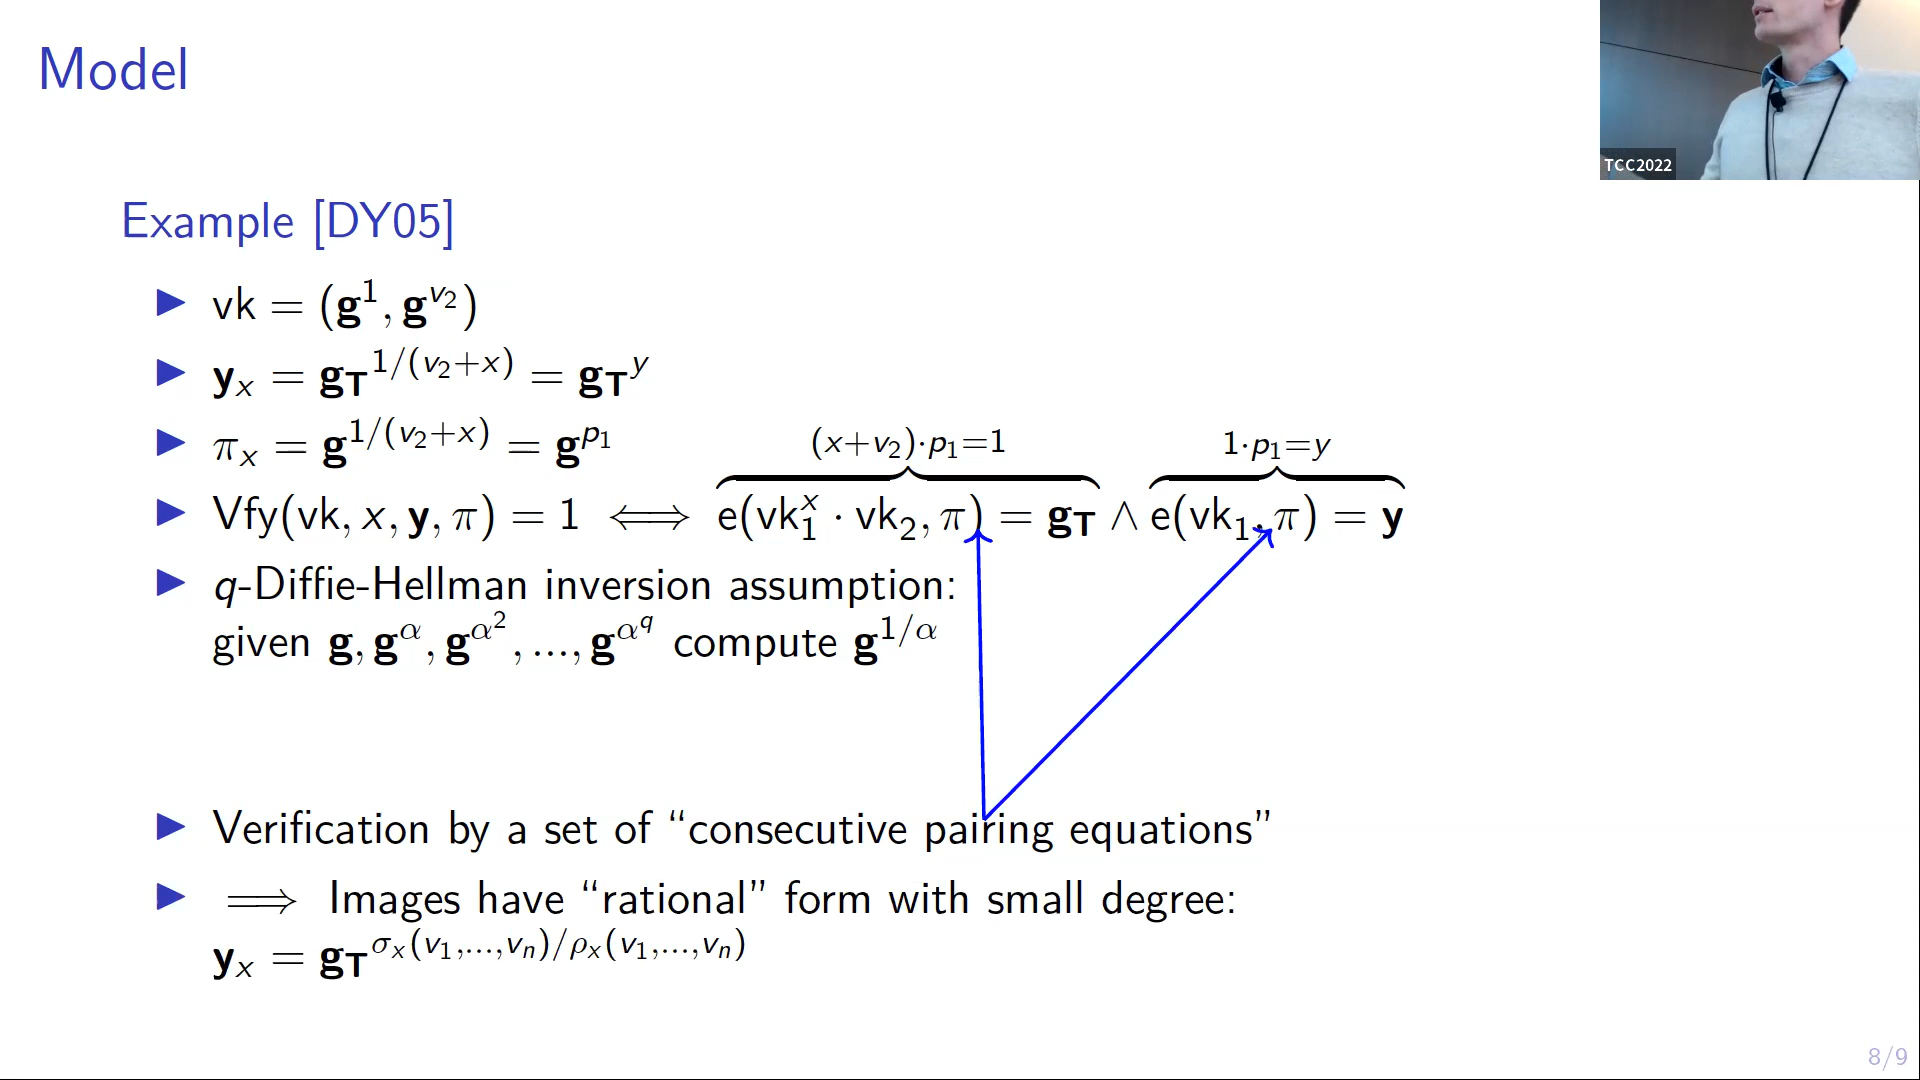 Model
TCC2022
Example [DY05]
▶ vk = (g^1, g^{v_2})
▶ y_x = g_T^{1/(v_2+x)} = g_T^y
▶ π_x = g^{1/(v_2+x)} = g^{p_1}
(x+v_2)·p_1=1 1·p_1=y
▶ Vfy(vk, x, y, π) = 1 ⟺ e(vk_1^x · vk_2, π) = g_T ∧ e(vk_1, π) = y
▶ q-Diffie-Hellman inversion assumption:
given g, g^α, g^{α^2}, ..., g^{α^q} compute g^{1/α}
▶ Verification by a set of “consecutive pairing equations”
▶ ⟹ Images have “rational” form with small degree:
y_x = g_T^{σ_x(v_1,...,v_n)/ρ_x(v_1,...,v_n)}
8/9